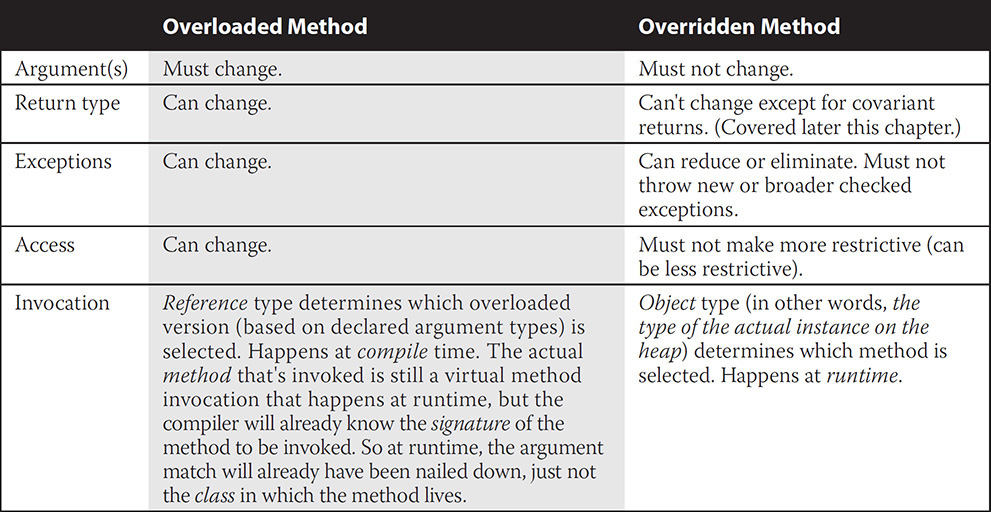 Overloaded Method Overridden Method
Argument(s) Must change. Must not change.
Return type Can change. Can't change except for covariant
returns. (Covered later this chapter.)
Exceptions Can change. Can reduce or eliminate. Must not
throw new or broader checked
exceptions.
Access Can change. Must not make more restrictive (can
be less restrictive).
Invocation Reference type determines which overloaded
version (based on declared argument types) is
selected. Happens at compile time. The actual
method that's invoked is still a virtual method
invocation that happens at runtime, but the
compiler will already know the signature of the
method to be invoked. So at runtime, the argument
match will already have been nailed down, just not
the class in which the method lives.
Object type (in other words, the
type of the actual instance on the
heap) determines which method is
selected. Happens at runtime.